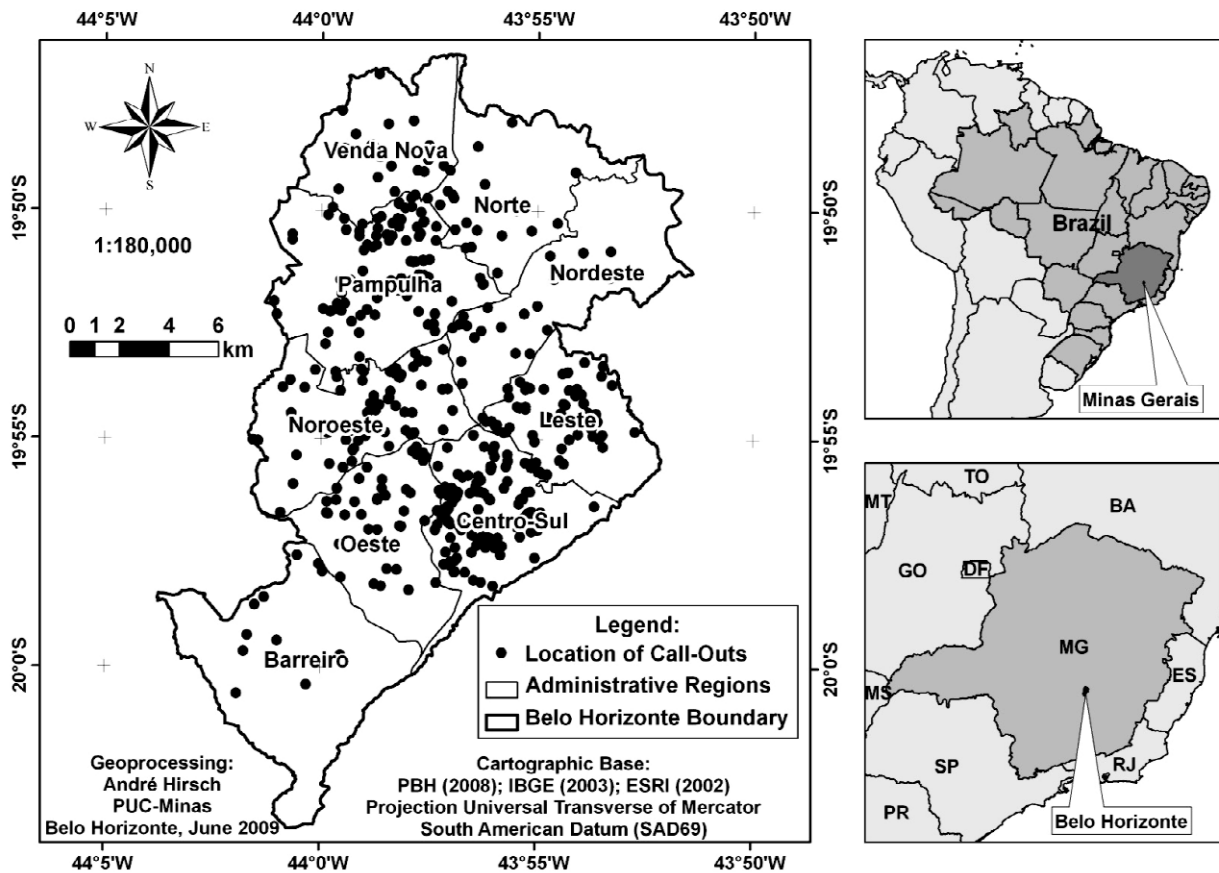 44°5'W 44°0'W 43°55'W 43°50'W
N
W E
S
19°50'S
19°50'S
1:180,000
0 1 2 4 6
km
Venda Nova
Norte
Nordeste
Pampulha
Noroeste
Leste
19°55'S
19°55'S
Centro-Sul
Oeste
Barreiro
20°0'S
20°0'S
Legend:
Location of Call-Outs
Administrative Regions
Belo Horizonte Boundary
Geoprocessing:
André Hirsch
PUC-Minas
Belo Horizonte, June 2009
Cartographic Base:
PBH (2008); IBGE (2003); ESRI (2002)
Projection Universal Transverse of Mercator
South American Datum (SAD69)
44°5'W 44°0'W 43°55'W 43°50'W
Brazil
Minas Gerais
TO
MT
BA
GO
DF
MG
ES
MS
SP
RJ
PR
Belo Horizonte